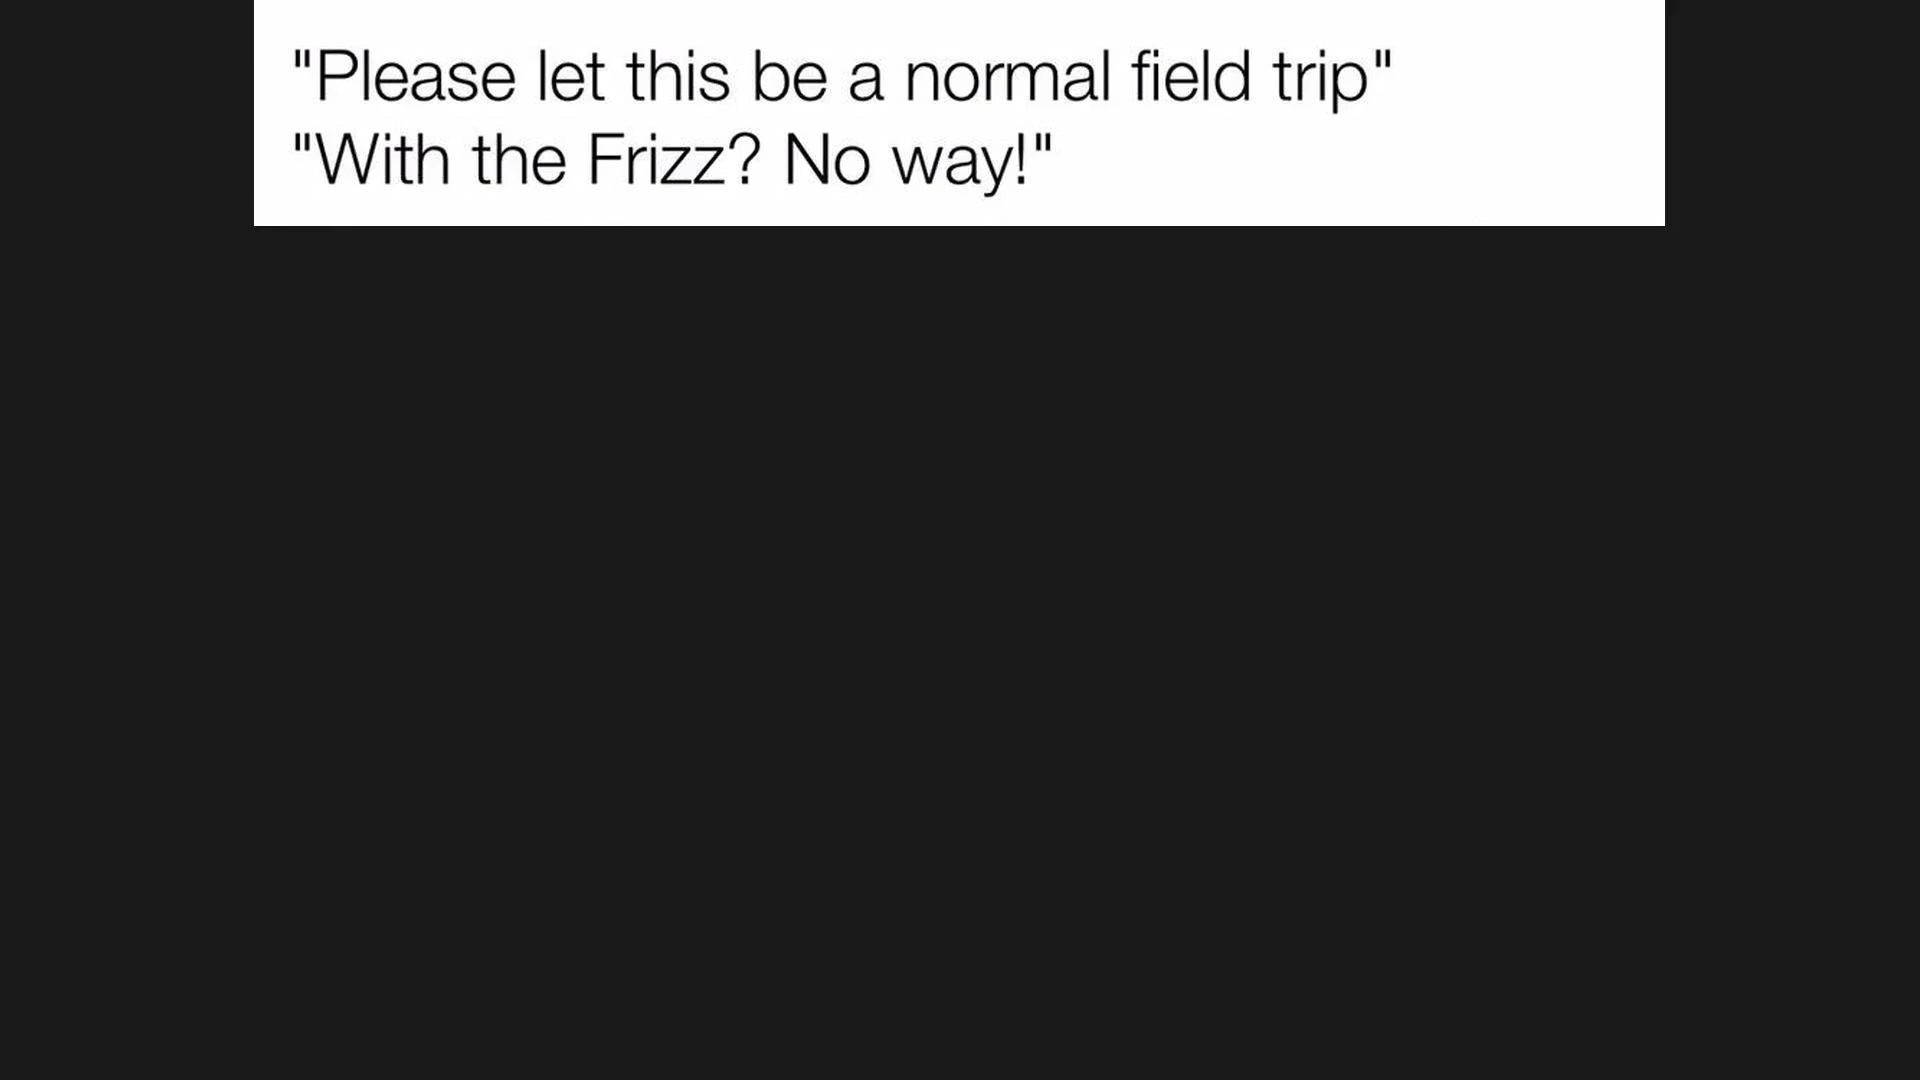 "Please let this be a normal field trip"
"With the Frizz? No way!"